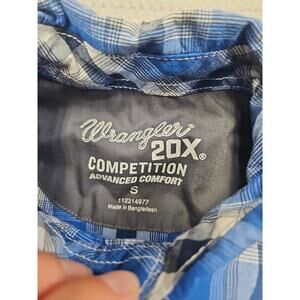 Wrangler
20X®
COMPETITION
ADVANCED COMFORT
S
112314977
Made in Bangladesh